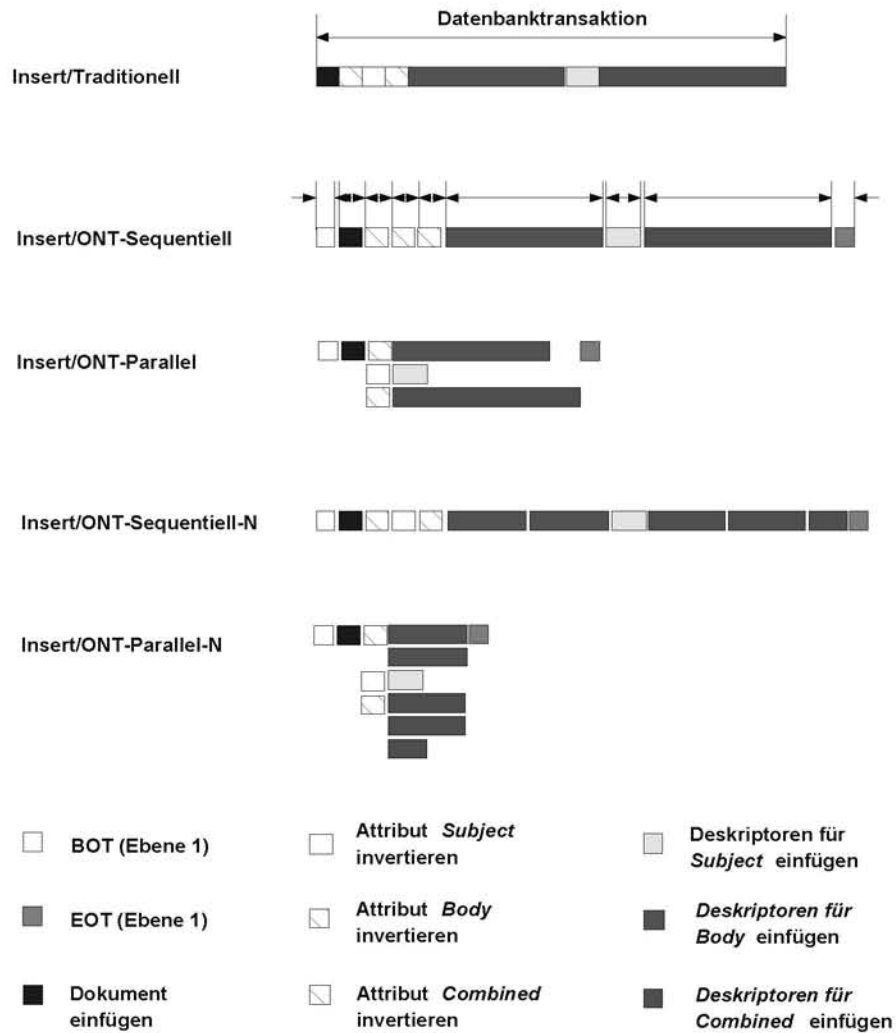 Datenbanktransaktion
Insert/Traditionell
Insert/ONT-Sequentiell
Insert/ONT-Parallel
Insert/ONT-Sequentiell-N
Insert/ONT-Parallel-N
BOT (Ebene 1)
Attribut Subject
invertieren
Deskriptoren für
Subject einfügen
EOT (Ebene 1)
Attribut Body
invertieren
Deskriptoren für
Body einfügen
Dokument
einfügen
Attribut Combined
invertieren
Deskriptoren für
Combined einfügen